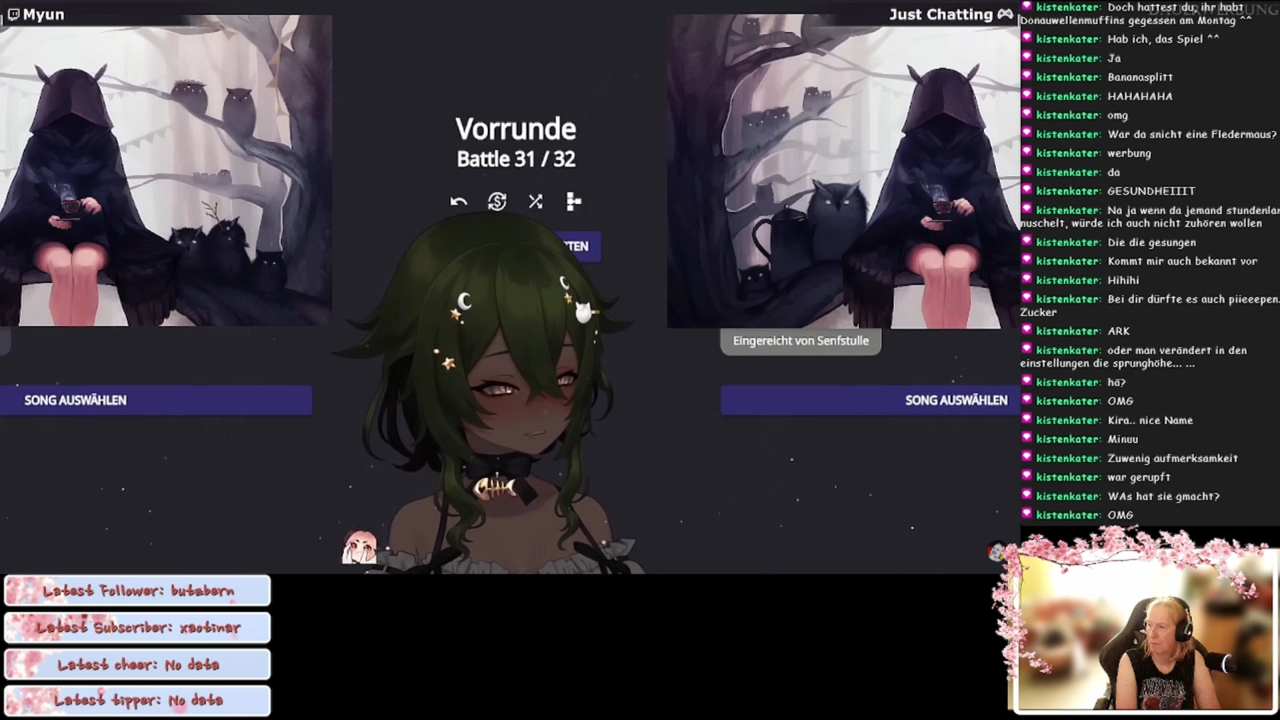 Myun
Just Chatting
Vorrunde
Battle 31 / 32
TEN
Eingereicht von Senfstulle
SONG AUSWÄHLEN
SONG AUSWÄHLEN
kistenkater: Doch hattest du, ihr habt
Donauwellenmuffins gegessen am Montag ^^
kistenkater: Hab ich, das Spiel ^^
kistenkater: Ja
kistenkater: Bananasplitt
kistenkater: HAHAHAHA
kistenkater: omg
kistenkater: War da snicht eine Fledermaus?
kistenkater: werbung
kistenkater: da
kistenkater: GESUNDHEIIIT
kistenkater: Na ja wenn da jemand stundenlan
nuschelt, würde ich auch nicht zuhören wollen
kistenkater: Die die gesungen
kistenkater: Kommt mir auch bekannt vor
kistenkater: Hihihi
kistenkater: Bei dir dürfte es auch piieeepen
Zucker
kistenkater: ARK
kistenkater: oder man verändert in den
einstellungen die sprunghöhe... ...
kistenkater: hä?
kistenkater: OMG
kistenkater: Kira.. nice Name
kistenkater: Minuu
kistenkater: Zuwenig aufmerksamkeit
kistenkater: war gerupft
kistenkater: WAs hat sie gmacht?
kistenkater: OMG
Latest Follower: butabern
Latest Subscriber: xaotinar
Latest cheer: No data
Latest tipper: No data